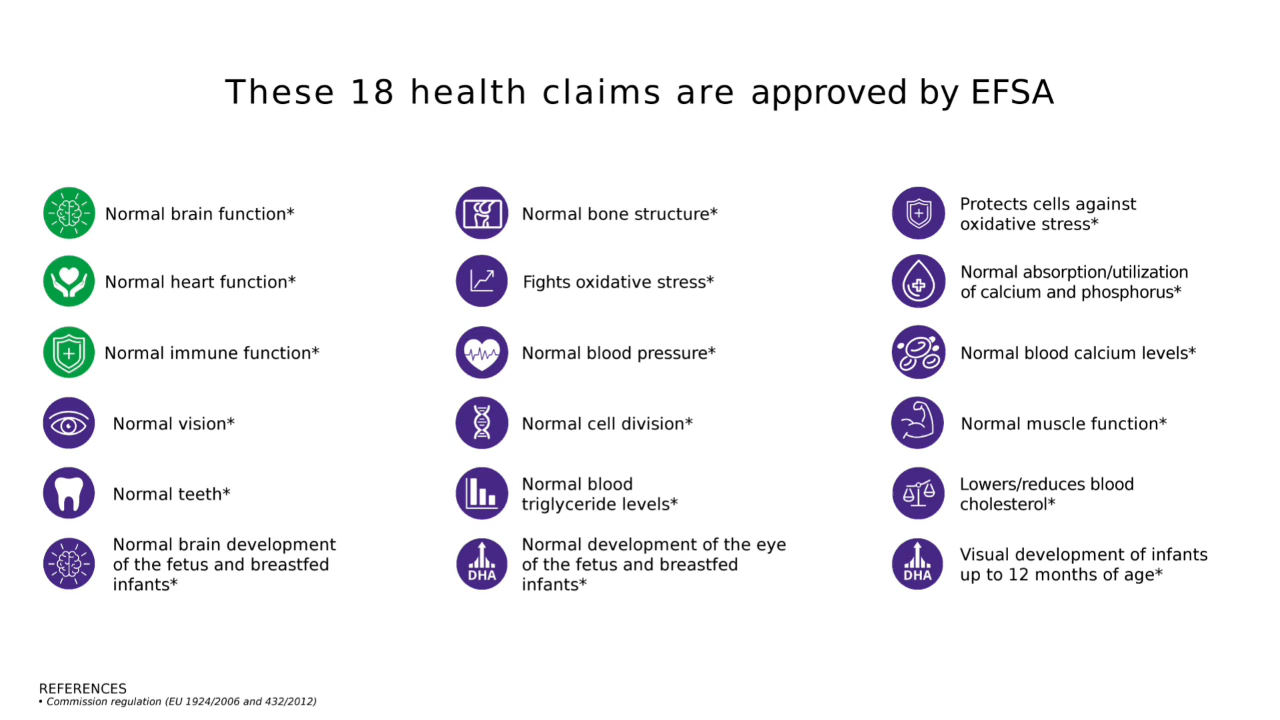 These 18 health claims are approved by EFSA
Normal brain function*
Normal heart function*
Normal immune function*
Normal vision*
Normal teeth*
Normal brain development
of the fetus and breastfed
infants*
Normal bone structure*
Fights oxidative stress*
Normal blood pressure*
Normal cell division*
Normal blood
triglyceride levels*
DHA
Normal development of the eye
of the fetus and breastfed
infants*
Protects cells against
oxidative stress*
Normal absorption/utilization
of calcium and phosphorus*
Normal blood calcium levels*
Normal muscle function*
Lowers/reduces blood
cholesterol*
DHA
Visual development of infants
up to 12 months of age*
REFERENCES
• Commission regulation (EU 1924/2006 and 432/2012)